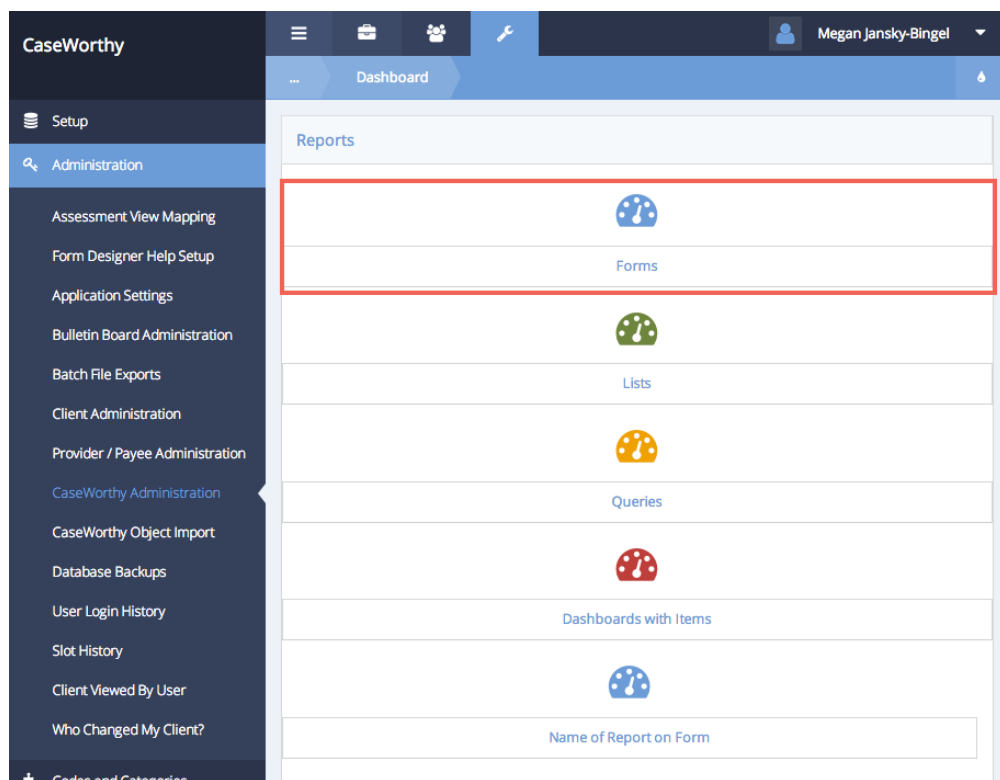 CaseWorthy
Megan Jansky-Bingel
... Dashboard
Setup
Administration
Assessment View Mapping
Form Designer Help Setup
Application Settings
Bulletin Board Administration
Batch File Exports
Client Administration
Provider / Payee Administration
CaseWorthy Administration
CaseWorthy Object Import
Database Backups
User Login History
Slot History
Client Viewed By User
Who Changed My Client?
Codes and Categories
Reports
Forms
Lists
Queries
Dashboards with Items
Name of Report on Form